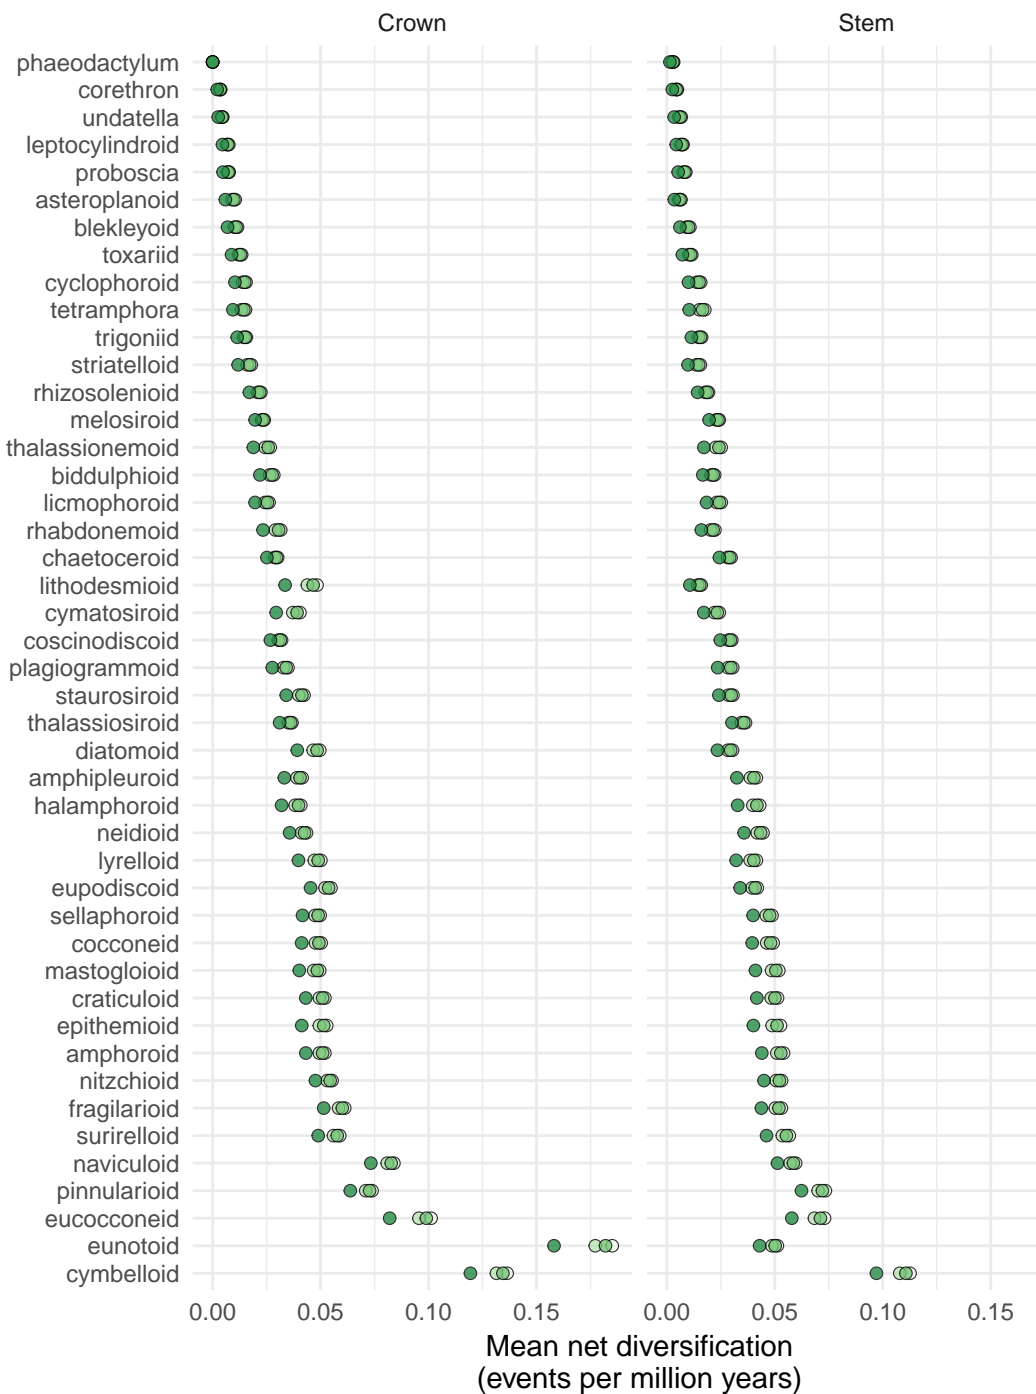 Crown
Stem
phaeodactylum
corethron
undatella
leptocylindroid
proboscia
asteroplanoid
blekleyoid
toxariid
cyclophoroid
tetramphora
trigoniid
striatelloid
rhizosolenioid
melosiroid
thalassionemoid
biddulphioid
licmophoroid
rhabdonemoid
chaetoceroid
lithodesmioid
cymatosiroid
coscinodiscoid
plagiogrammoid
staurosiroid
thalassiosiroid
diatomoid
amphipleuroid
halamphoroid
neidioid
lyrelloid
eupodiscoid
sellaphoroid
cocconeid
mastogloioid
craticuloid
epithemioid
amphoroid
nitzchioid
fragilarioid
surirelloid
naviculoid
pinnularioid
eucocconeid
eunotoid
cymbelloid
0.00 0.05 0.10 0.15 0.00 0.05 0.10 0.15
Mean net diversification
(events per million years)